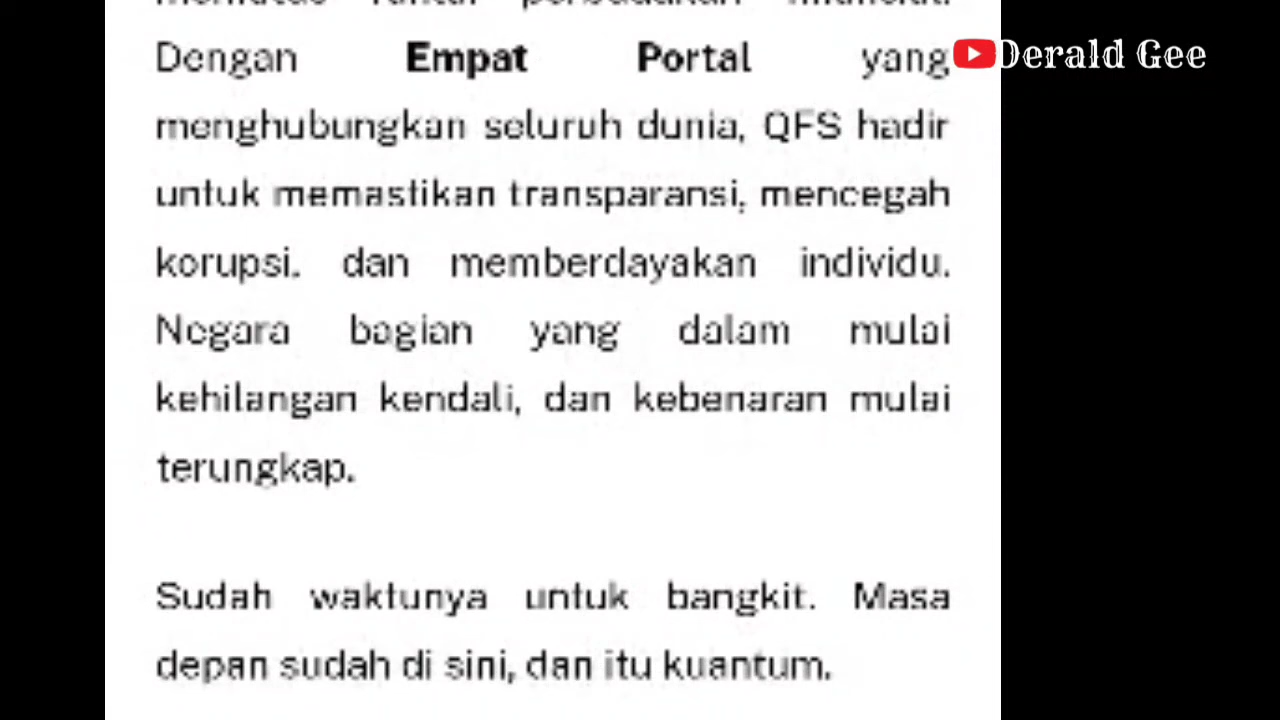 Dengan Empat Portal yang
Derald Gee
menghubungkan seluruh dunia, QFS hadir
untuk memastikan transparansi, mencegah
korupsi. dan memberdayakan individu.
Negara bagian yang dalam mulai
kehilangan kendali, dan kebenaran mulai
terungkap.
Sudah waktunya untuk bangkit. Masa
depan sudah di sini, dan itu kuantum.